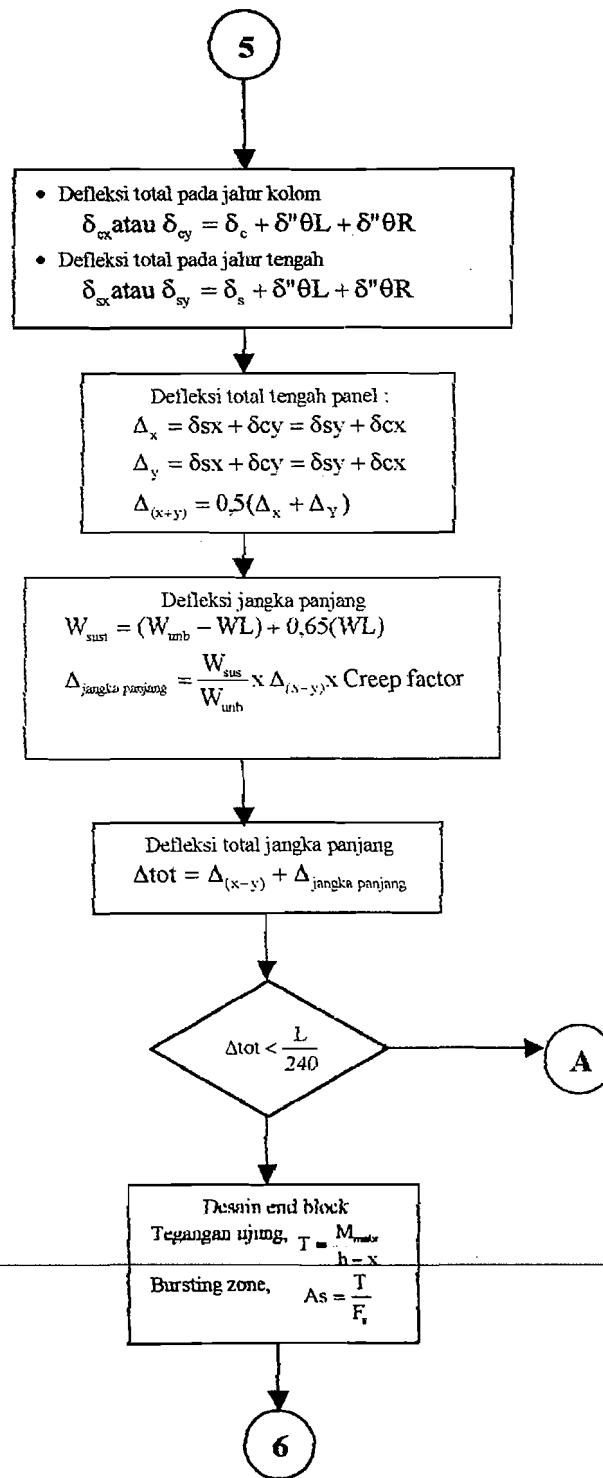 5
• Defleksi total pada jalur kolom
δcx atau δcy = δc + δ"θL + δ"θR
• Defleksi total pada jalur tengah
δsx atau δsy = δs + δ"θL + δ"θR
Defleksi total tengah panel :
Δx = δsx + δcy = δsy + δcx
Δy = δsx + δcy = δsy + δcx
Δ(x+y) = 0,5(Δx + ΔY)
Defleksi jangka panjang
Wsust = (Wunb − WL) + 0,65(WL)
Δjangka panjang = Wsus / Wunb x Δ(x−y) x Creep factor
Defleksi total jangka panjang
Δtot = Δ(x−y) + Δjangka panjang
Δtot < L / 240
A
Desain end block
Tegangan ujung, T = Mmax / h − x
Bursting zone, As = T / Fs
6